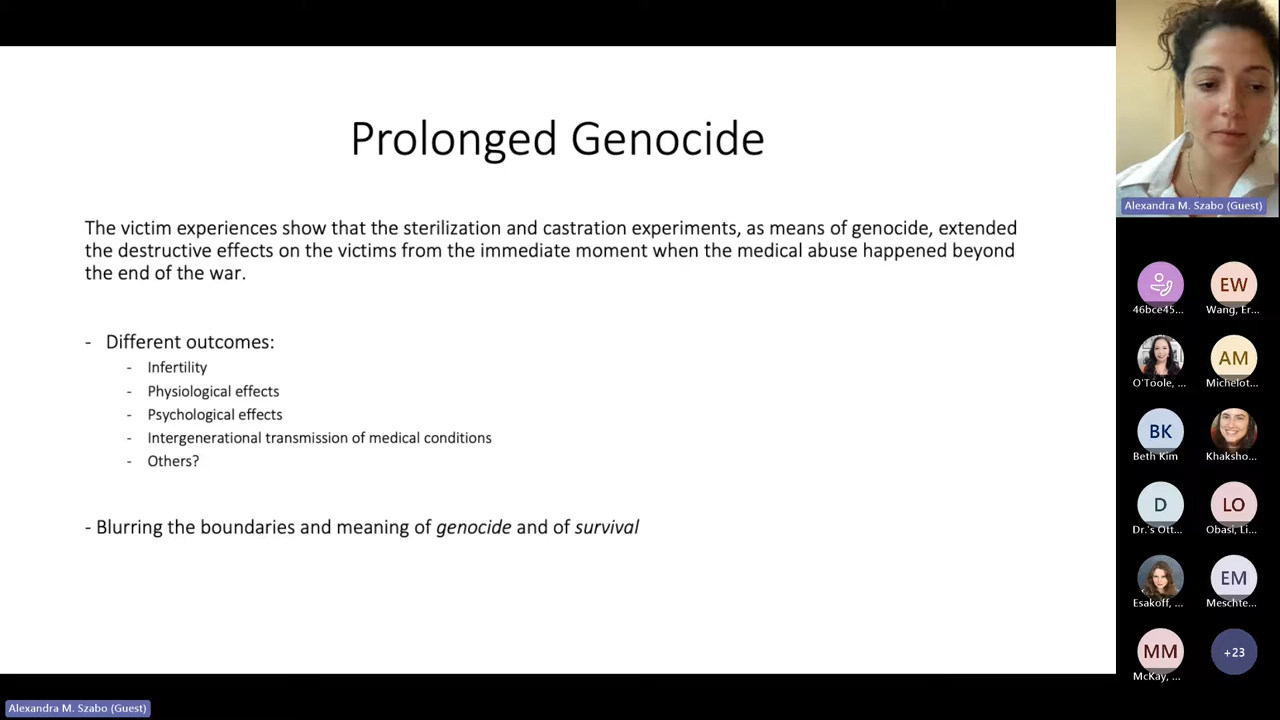 Prolonged Genocide
The victim experiences show that the sterilization and castration experiments, as means of genocide, extended
the destructive effects on the victims from the immediate moment when the medical abuse happened beyond
the end of the war.
- Different outcomes:
- Infertility
- Physiological effects
- Psychological effects
- Intergenerational transmission of medical conditions
- Others?
- Blurring the boundaries and meaning of genocide and of survival
Alexandra M. Szabo (Guest)
46bce45...
EW
Wang, Er...
O'Toole, ...
AM
Michelot...
BK
Beth Kim
Khaksho...
D
Dr.'s Ott...
LO
Obasi, Li...
Esakoff, ...
EM
Meschte...
MM
McKay, ...
+23
Alexandra M. Szabo (Guest)